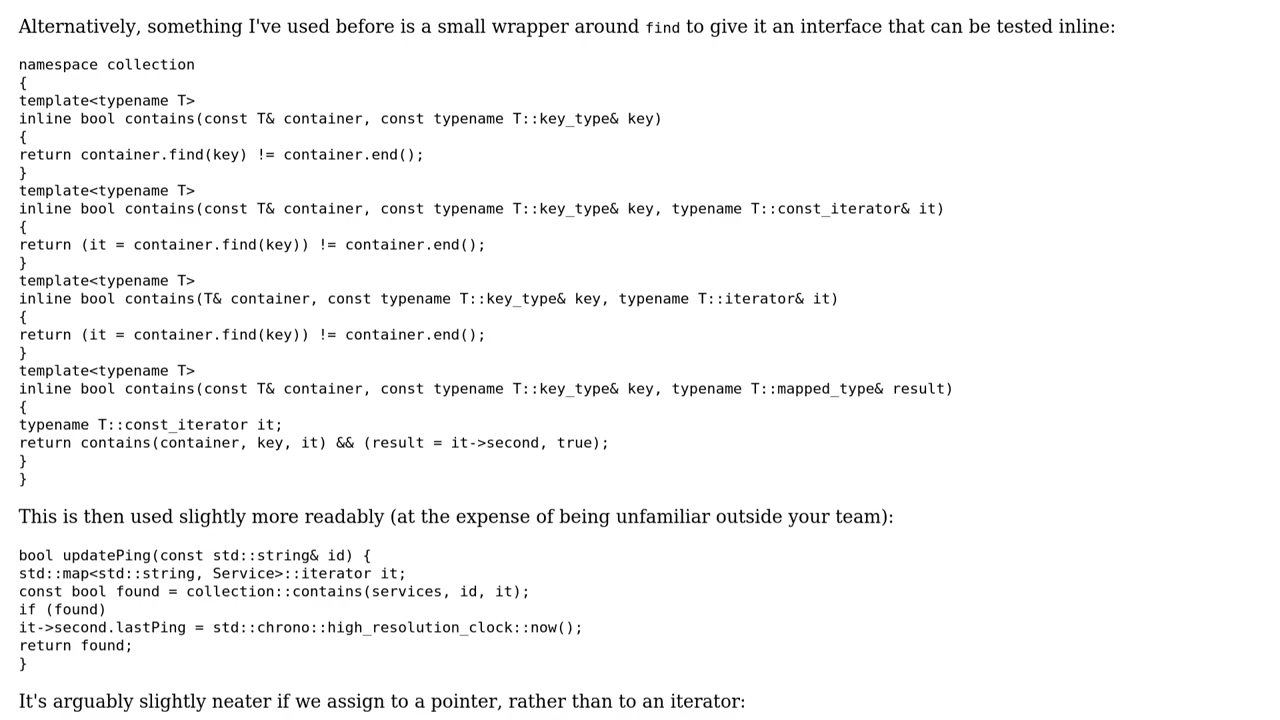 Alternatively, something I've used before is a small wrapper around find to give it an interface that can be tested inline:
namespace collection
{
template<typename T>
inline bool contains(const T& container, const typename T::key_type& key)
{
return container.find(key) != container.end();
}
template<typename T>
inline bool contains(const T& container, const typename T::key_type& key, typename T::const_iterator& it)
{
return (it = container.find(key)) != container.end();
}
template<typename T>
inline bool contains(T& container, const typename T::key_type& key, typename T::iterator& it)
{
return (it = container.find(key)) != container.end();
}
template<typename T>
inline bool contains(const T& container, const typename T::key_type& key, typename T::mapped_type& result)
{
typename T::const_iterator it;
return contains(container, key, it) && (result = it->second, true);
}
}
This is then used slightly more readably (at the expense of being unfamiliar outside your team):
bool updatePing(const std::string& id) {
std::map<std::string, Service>::iterator it;
const bool found = collection::contains(services, id, it);
if (found)
it->second.lastPing = std::chrono::high_resolution_clock::now();
return found;
}
It's arguably slightly neater if we assign to a pointer, rather than to an iterator: